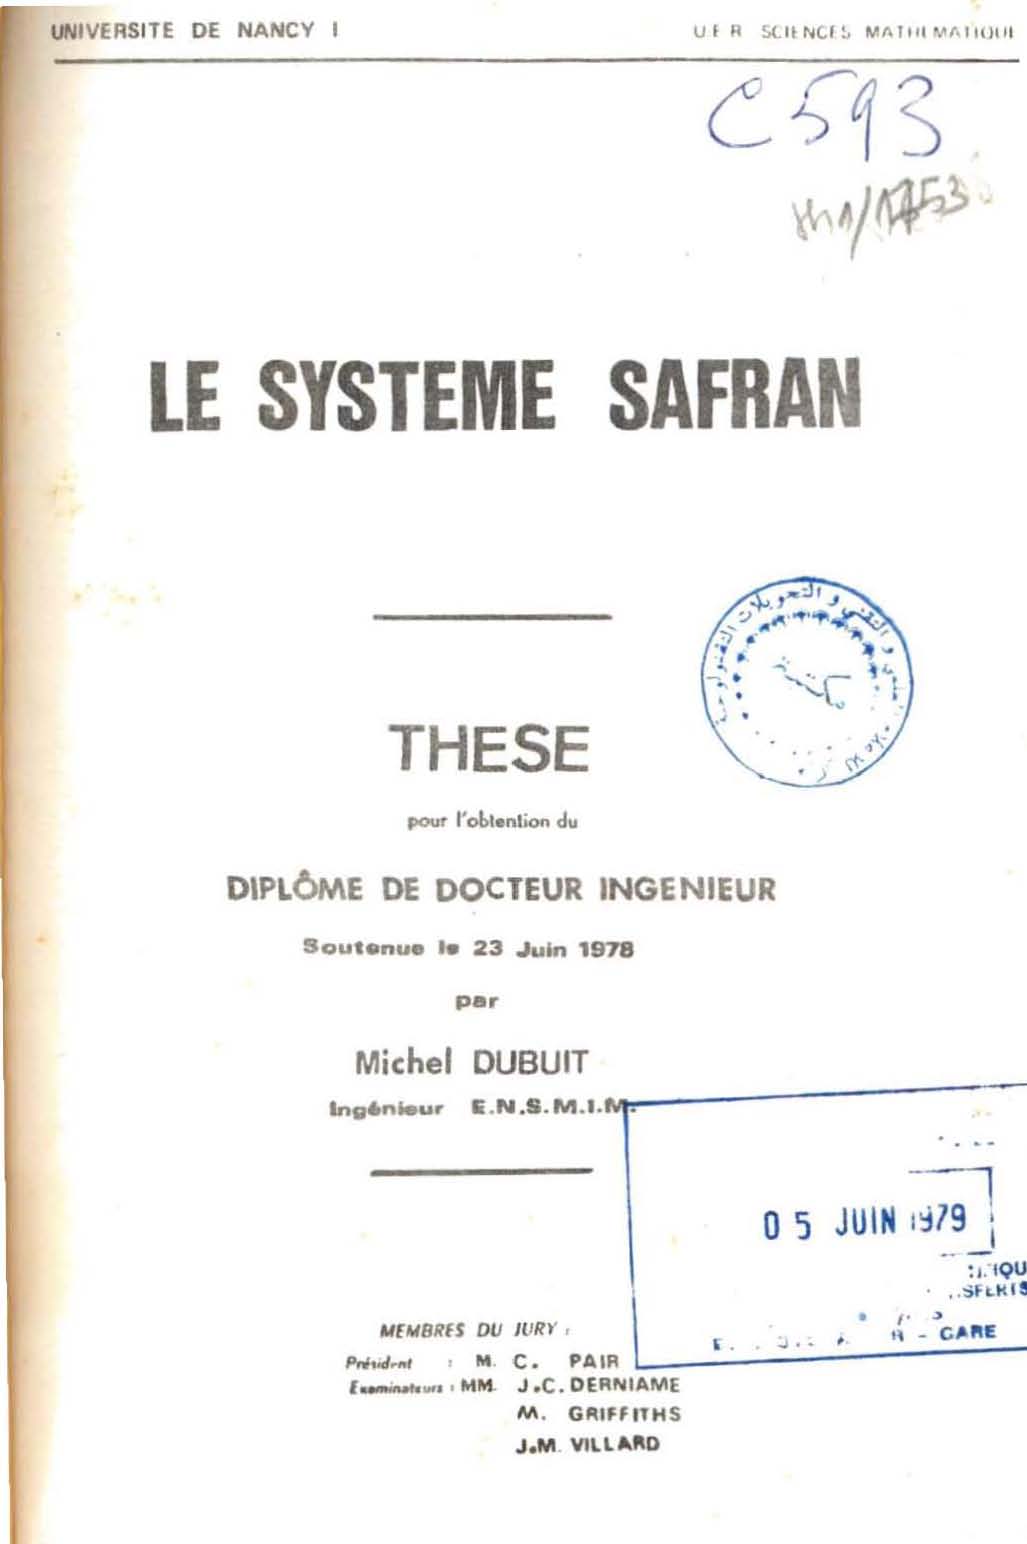 UNIVERSITE DE NANCY I
U.E.R SCIENCES MATHEMATIQUE
C593
LE SYSTEME SAFRAN
THESE
pour l'obtention du
DIPLÔME DE DOCTEUR INGENIEUR
Soutenue le 23 Juin 1978
par
Michel DUBUIT
Ingénieur E.N.S.M.I.M.
05 JUIN 1979
GARE
MEMBRES DU JURY :
Président : M. C. PAIR
Examinateurs : MM. J.C. DERNIAME
M. GRIFFITHS
J.M. VILLARD